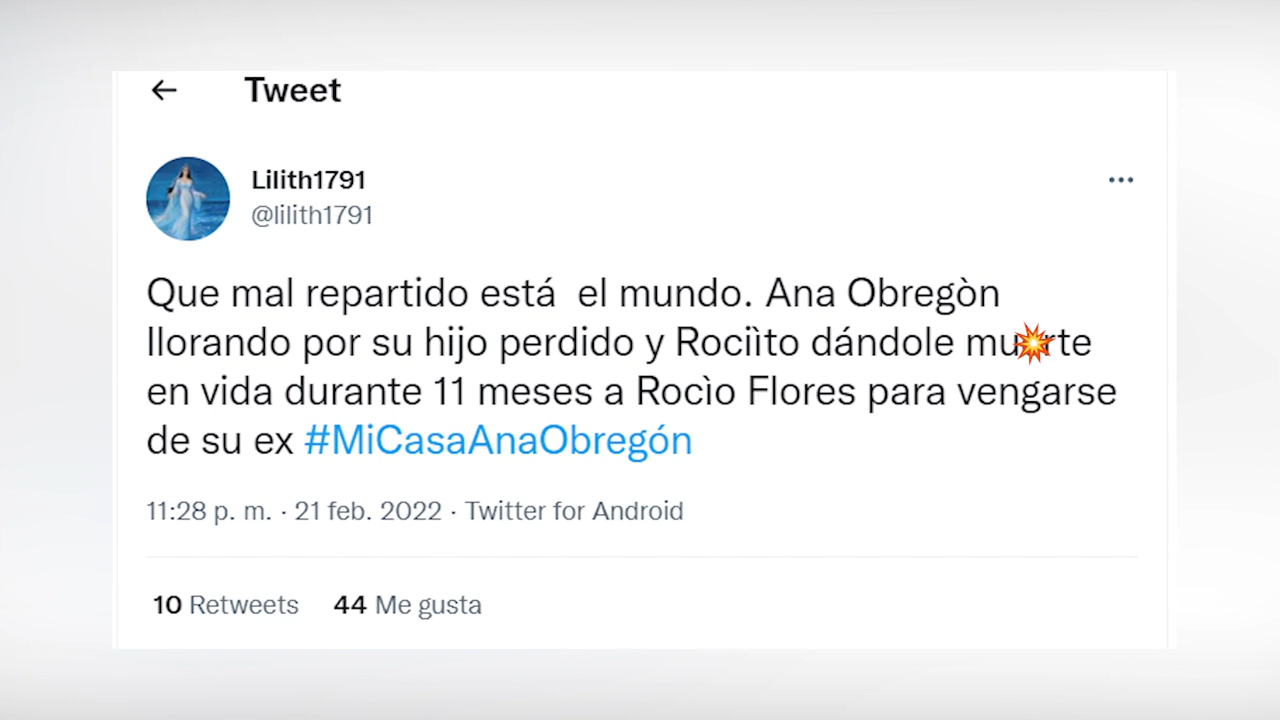 ← Tweet
Lilith1791
@lilith1791
Que mal repartido está  el mundo. Ana Obregòn
llorando por su hijo perdido y Rociìto dándole mu💥rte
en vida durante 11 meses a Rocìo Flores para vengarse
de su ex #MiCasaAnaObregón
11:28 p. m. · 21 feb. 2022 · Twitter for Android
10 Retweets 44 Me gusta